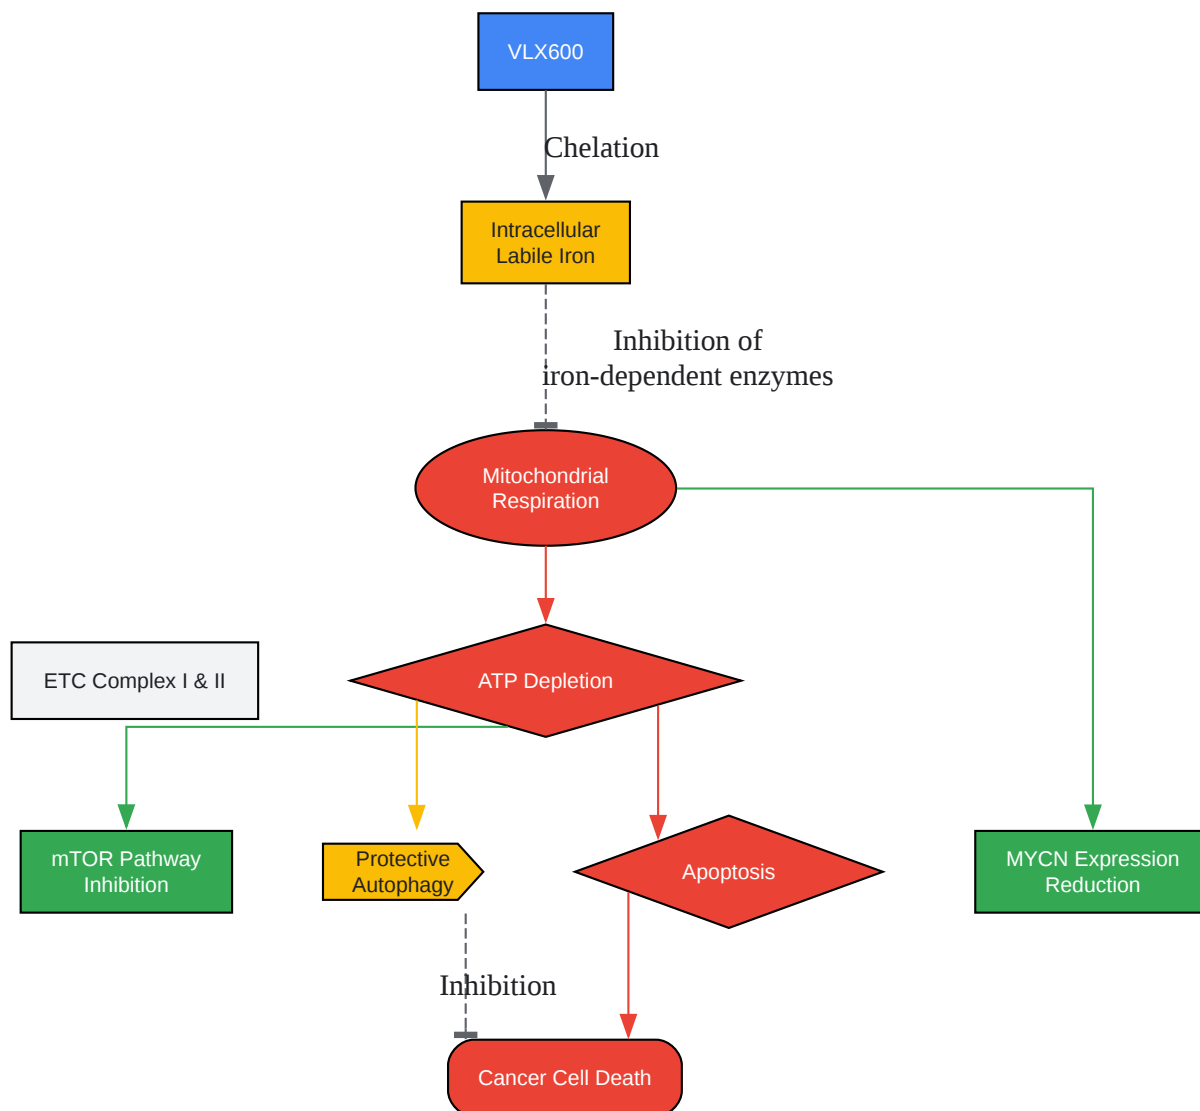 VLX600
Chelation
Intracellular
Labile Iron
Inhibition of
iron-dependent enzymes
Mitochondrial
Respiration
ETC Complex I & II
ATP Depletion
mTOR Pathway
Inhibition
Protective
Autophagy
Apoptosis
MYCN Expression
Reduction
Inhibition
Cancer Cell Death